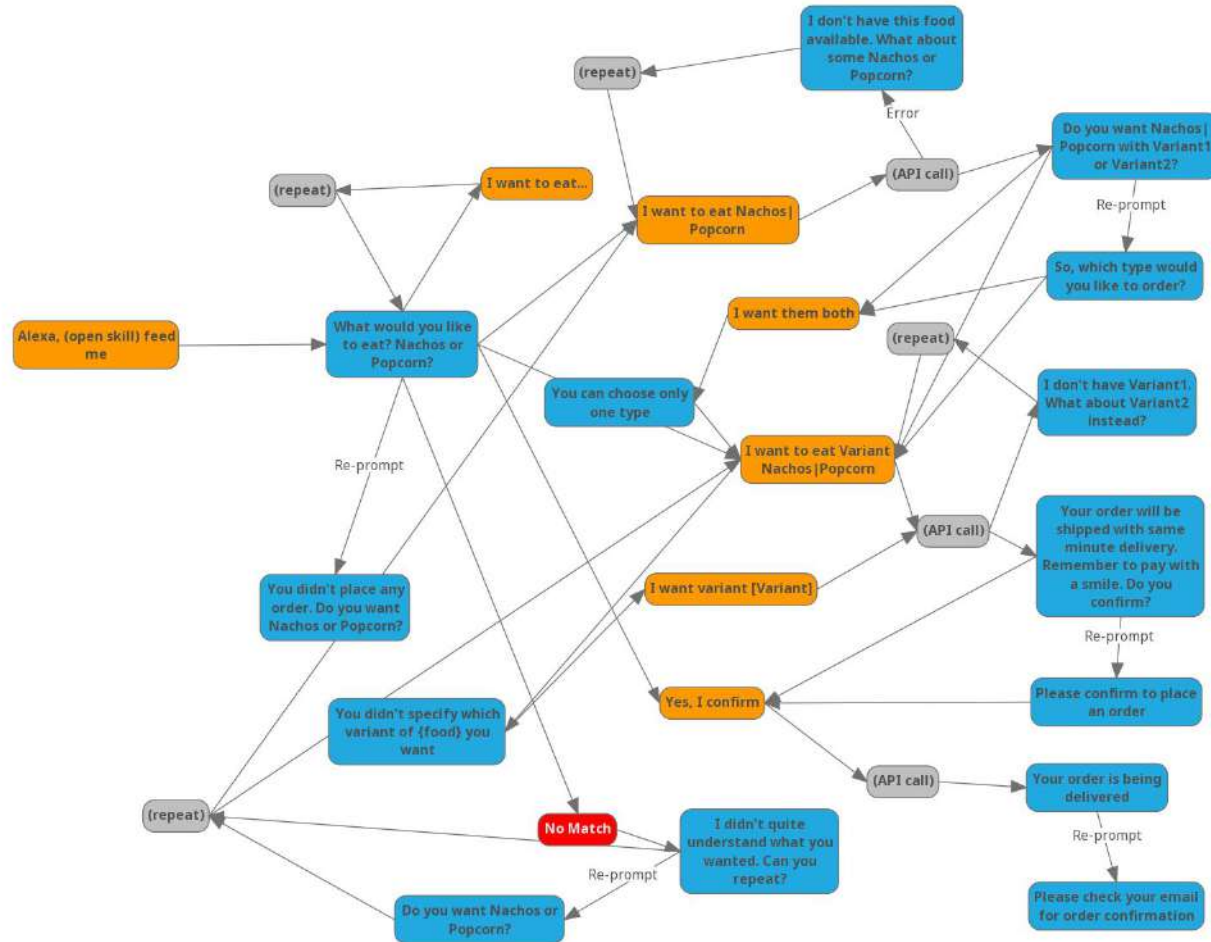 I don't have this food
available. What about
some Nachos or
Popcorn?
(repeat)
Error
Do you want Nachos|
Popcorn with Variant1
or Variant2?
(API call)
(repeat)
I want to eat...
I want to eat Nachos|
Popcorn
Re-prompt
So, which type would
you like to order?
I want them both
Alexa, (open skill) feed
me
What would you like
to eat? Nachos or
Popcorn?
(repeat)
You can choose only
one type
I don't have Variant1.
What about Variant2
instead?
I want to eat Variant
Nachos|Popcorn
Re-prompt
(API call)
Your order will be
shipped with same
minute delivery.
Remember to pay with
a smile. Do you
confirm?
I want variant [Variant]
You didn't place any
order. Do you want
Nachos or Popcorn?
Re-prompt
Yes, I confirm
Please confirm to place
an order
You didn't specify which
variant of {food} you
want
(API call)
Your order is being
delivered
(repeat)
No Match
I didn't quite
understand what you
wanted. Can you
repeat?
Re-prompt
Re-prompt
Do you want Nachos or
Popcorn?
Please check your email
for order confirmation